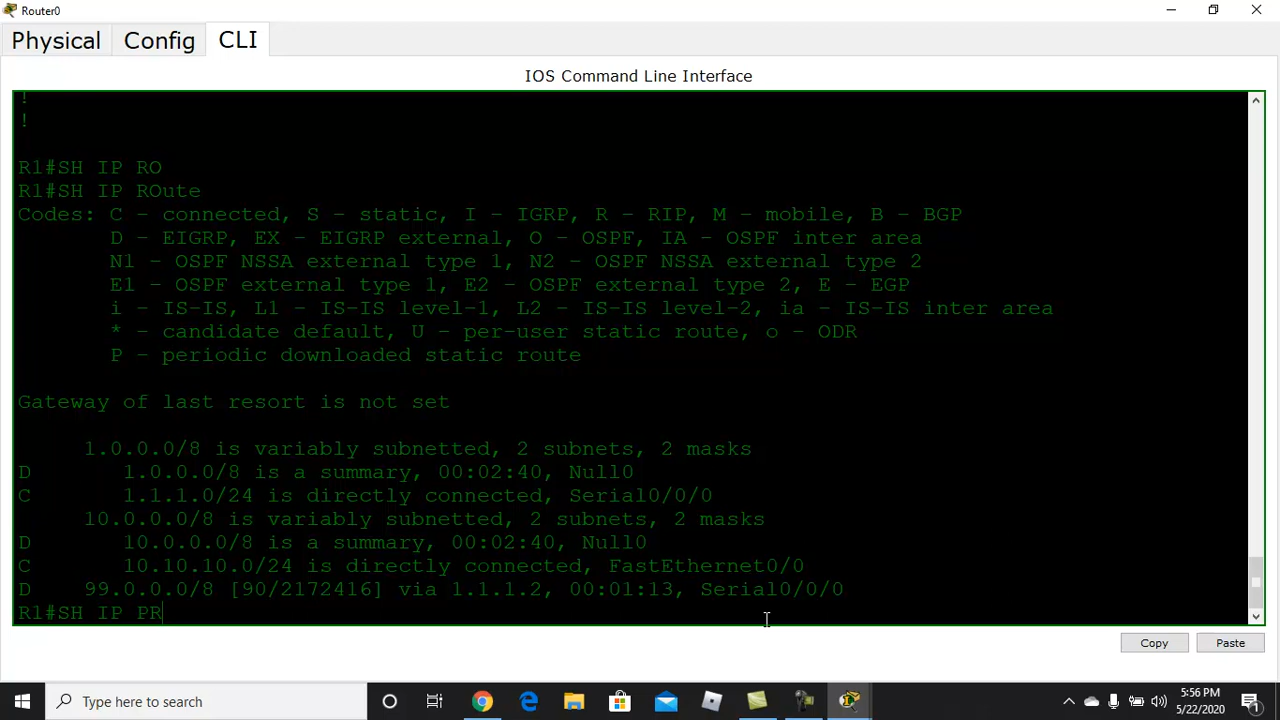 Router0
Physical Config CLI
IOS Command Line Interface
!
!
R1#SH IP RO
R1#SH IP ROute
Codes: C - connected, S - static, I - IGRP, R - RIP, M - mobile, B - BGP
D - EIGRP, EX - EIGRP external, O - OSPF, IA - OSPF inter area
N1 - OSPF NSSA external type 1, N2 - OSPF NSSA external type 2
E1 - OSPF external type 1, E2 - OSPF external type 2, E - EGP
i - IS-IS, L1 - IS-IS level-1, L2 - IS-IS level-2, ia - IS-IS inter area
* - candidate default, U - per-user static route, o - ODR
P - periodic downloaded static route
Gateway of last resort is not set
1.0.0.0/8 is variably subnetted, 2 subnets, 2 masks
D 1.0.0.0/8 is a summary, 00:02:40, Null0
C 1.1.1.0/24 is directly connected, Serial0/0/0
10.0.0.0/8 is variably subnetted, 2 subnets, 2 masks
D 10.0.0.0/8 is a summary, 00:02:40, Null0
C 10.10.10.0/24 is directly connected, FastEthernet0/0
D 99.0.0.0/8 [90/2172416] via 1.1.1.2, 00:01:13, Serial0/0/0
R1#SH IP PR
Copy Paste
Type here to search
5:56 PM
5/22/2020
1